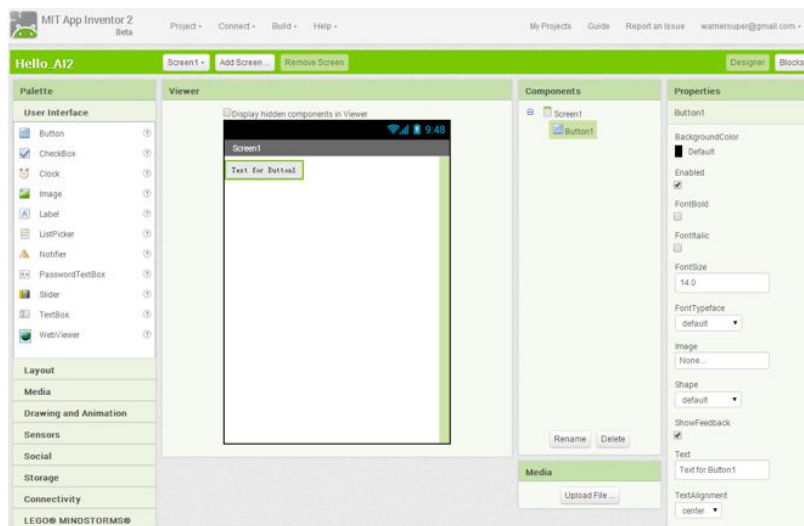 MIT App Inventor 2
Beta
Project Connect Build Help
My Projects Guide Report an Issue warnersuper@gmail.com
Hello_AI2
Screen1 Add Screen ... Remove Screen
Designer Blocks
Palette
User Interface
Button
CheckBox
Clock
Image
Label
ListPicker
Notifier
PasswordTextBox
Slider
TextBox
WebViewer
Layout
Media
Drawing and Animation
Sensors
Social
Storage
Connectivity
LEGO® MINDSTORMS®
Viewer
Display hidden components in Viewer
9:48
Screen1
Text for Button1
Components
Screen1
Button1
Rename Delete
Media
Upload File ...
Properties
Button1
BackgroundColor
Default
Enabled
FontBold
FontItalic
FontSize
14.0
FontTypeface
default
Image
None...
Shape
default
ShowFeedback
Text
Text for Button1
TextAlignment
center